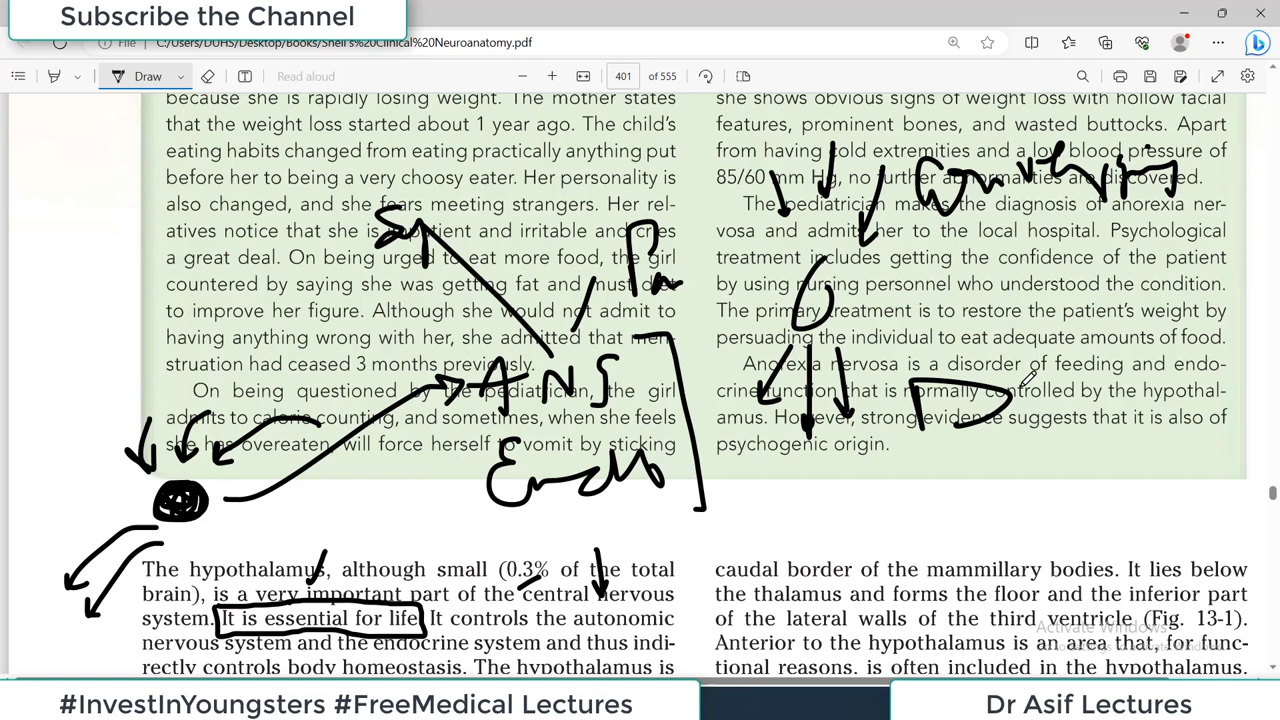 Subscribe the Channel
File
C:/Users/DUHS/Desktop/Books/Snell's%20Clinical%20Neuroanatomy.pdf
Draw
Read aloud
401 of 555
because she is rapidly losing weight. The mother states
that the weight loss started about 1 year ago. The child's
eating habits changed from eating practically anything put
before her to being a very choosy eater. Her personality
is also changed, and she fears meeting strangers. Her rel-
atives notice that she is impatient and irritable and cries
a great deal. On being urged to eat more food, the girl
countered by saying she was getting fat and must diet
to improve her figure. Although she would not admit to
having anything wrong with her, she admitted that men-
struation had ceased 3 months previously.
On being questioned by the pediatrician, the girl
admits to calorie counting, and sometimes, when she feels
she has overeaten, will force herself to vomit by sticking
she shows obvious signs of weight loss with hollow facial
features, prominent bones, and wasted buttocks. Apart
from having cold extremities and a low blood pressure of
85/60 mm Hg, no further abnormalities are discovered.
The pediatrician makes the diagnosis of anorexia ner-
vosa and admits her to the local hospital. Psychological
treatment includes getting the confidence of the patient
by using nursing personnel who understood the condition.
The primary treatment is to restore the patient's weight by
persuading the individual to eat adequate amounts of food.
Anorexia nervosa is a disorder of feeding and endo-
crine function that is normally controlled by the hypothal-
amus. However, strong evidence suggests that it is also of
psychogenic origin.
Sy
Pa
ANS
Endo
Converging
D
The hypothalamus, although small (0.3% of the total
brain), is a very important part of the central nervous
system. It is essential for life. It controls the autonomic
nervous system and the endocrine system and thus indi-
rectly controls body homeostasis. The hypothalamus is
caudal border of the mammillary bodies. It lies below
the thalamus and forms the floor and the inferior part
of the lateral walls of the third ventricle (Fig. 13-1).
Anterior to the hypothalamus is an area that, for func-
tional reasons, is often included in the hypothalamus.
Activate Windows
#InvestInYoungsters #FreeMedical Lectures
Dr Asif Lectures